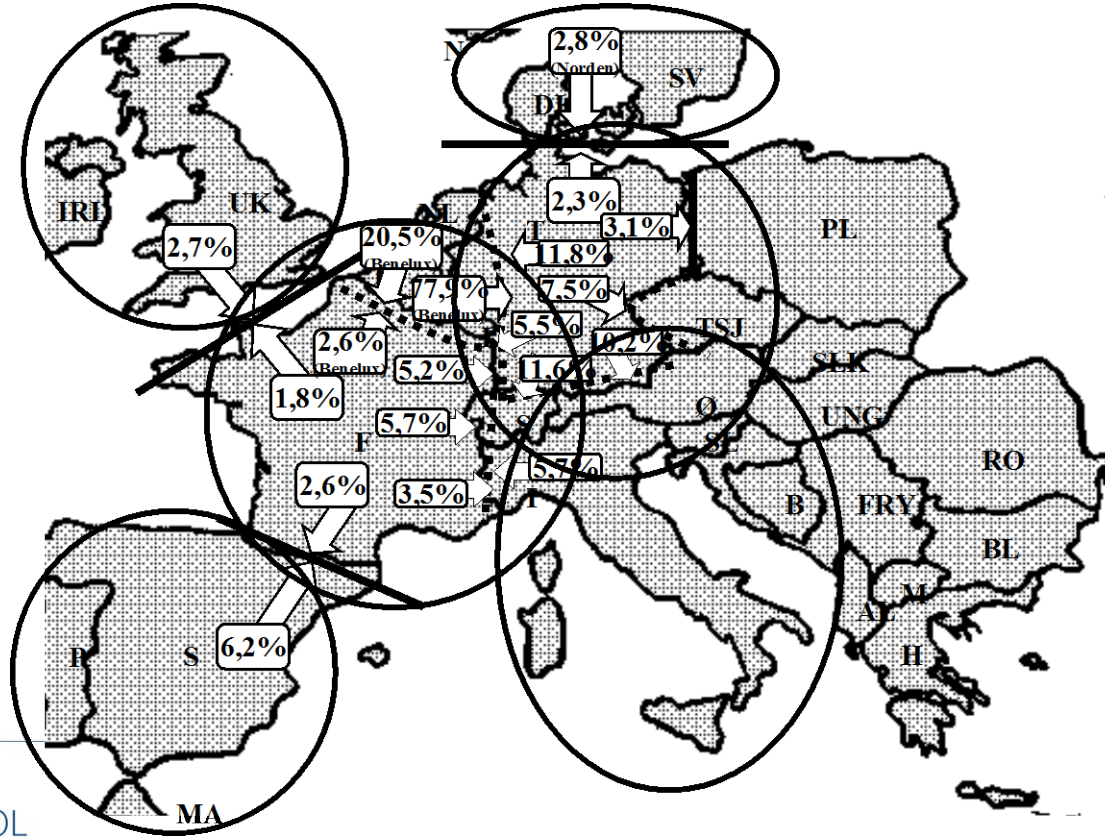 N
2,8%
(Norden)
SV
IRL
UK
NL
T
PL
2,7%
2,3%
3,1%
20,5%
(Benelux)
11,8%
77,9%
(Benelux)
7,5%
5,5%
TSJ
2,6%
(Benelux)
10,2%
5,2%
11,6%
SLK
1,8%
Ø
UNG
5,7%
F
S
SL
RO
2,6%
5,7%
3,5%
I
B
FRY
BL
M
AL
6,2%
P
S
H
MA
OL